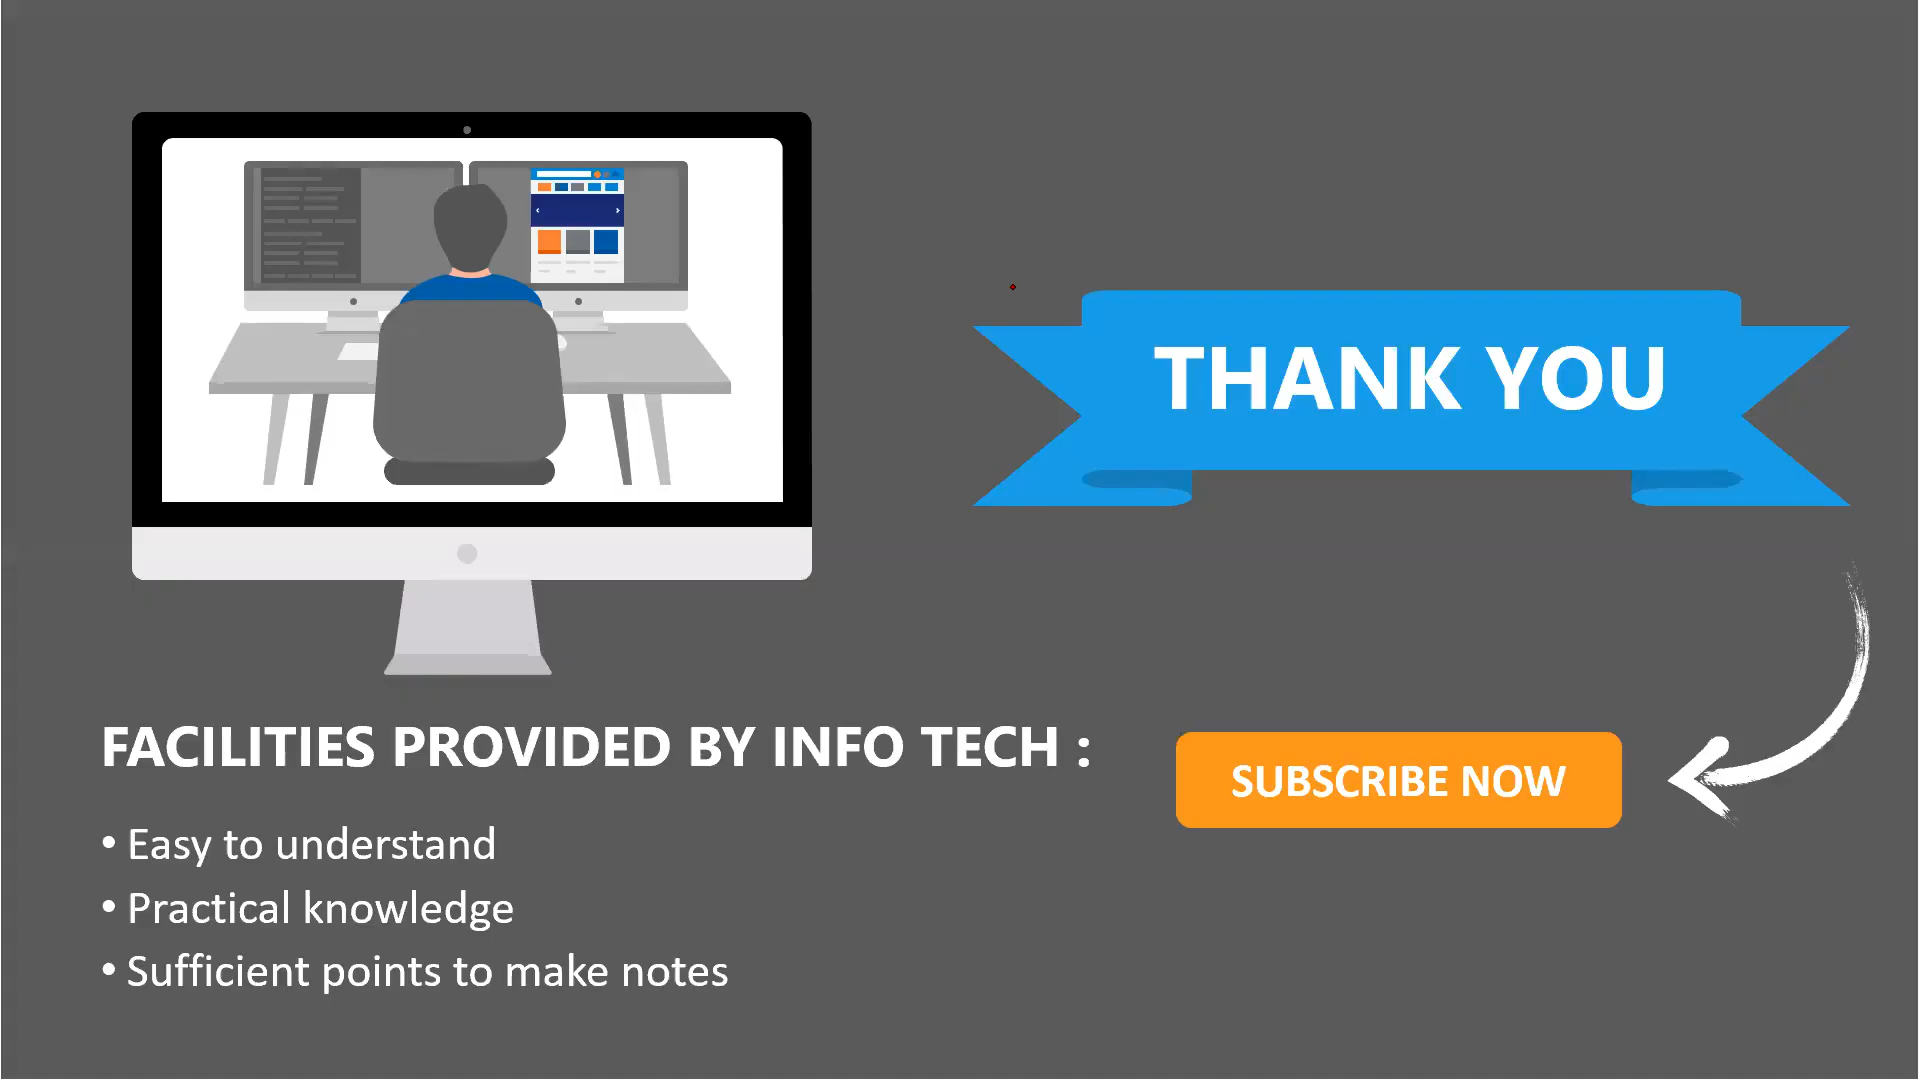 THANK YOU
FACILITIES PROVIDED BY INFO TECH :
• Easy to understand
• Practical knowledge
• Sufficient points to make notes
SUBSCRIBE NOW